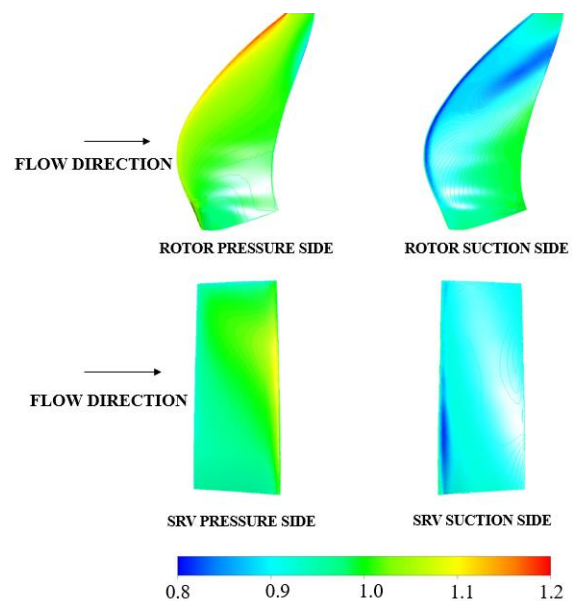 FLOW DIRECTION
ROTOR PRESSURE SIDE
ROTOR SUCTION SIDE
FLOW DIRECTION
SRV PRESSURE SIDE
SRV SUCTION SIDE
0.8 0.9 1.0 1.1 1.2